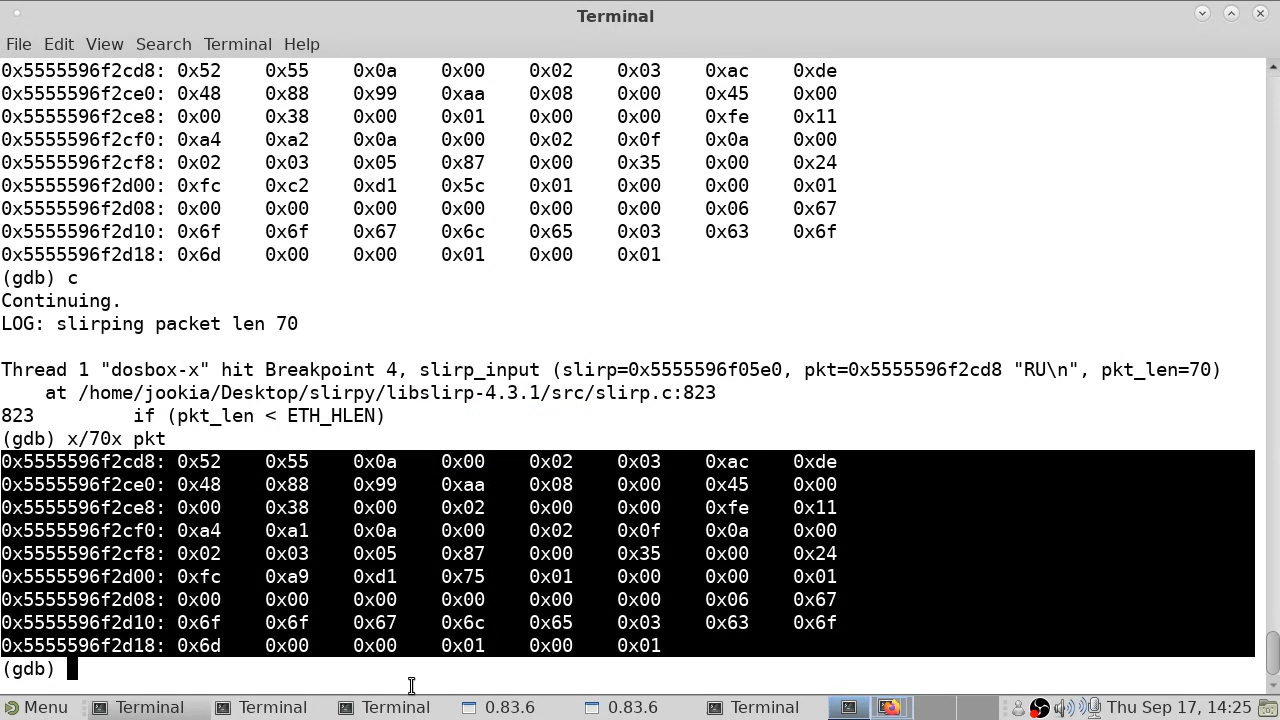 Terminal
File Edit View Search Terminal Help
0x5555596f2cd8: 0x52 0x55 0x0a 0x00 0x02 0x03 0xac 0xde
0x5555596f2ce0: 0x48 0x88 0x99 0xaa 0x08 0x00 0x45 0x00
0x5555596f2ce8: 0x00 0x38 0x00 0x01 0x00 0x00 0xfe 0x11
0x5555596f2cf0: 0xa4 0xa2 0x0a 0x00 0x02 0x0f 0x0a 0x00
0x5555596f2cf8: 0x02 0x03 0x05 0x87 0x00 0x35 0x00 0x24
0x5555596f2d00: 0xfc 0xc2 0xd1 0x5c 0x01 0x00 0x00 0x01
0x5555596f2d08: 0x00 0x00 0x00 0x00 0x00 0x00 0x06 0x67
0x5555596f2d10: 0x6f 0x6f 0x67 0x6c 0x65 0x03 0x63 0x6f
0x5555596f2d18: 0x6d 0x00 0x00 0x01 0x00 0x01
(gdb) c
Continuing.
LOG: slirping packet len 70
Thread 1 "dosbox-x" hit Breakpoint 4, slirp_input (slirp=0x5555596f05e0, pkt=0x5555596f2cd8 "RU\n", pkt_len=70)
at /home/jookia/Desktop/slirpy/libslirp-4.3.1/src/slirp.c:823
823 if (pkt_len < ETH_HLEN)
(gdb) x/70x pkt
0x5555596f2cd8: 0x52 0x55 0x0a 0x00 0x02 0x03 0xac 0xde
0x5555596f2ce0: 0x48 0x88 0x99 0xaa 0x08 0x00 0x45 0x00
0x5555596f2ce8: 0x00 0x38 0x00 0x02 0x00 0x00 0xfe 0x11
0x5555596f2cf0: 0xa4 0xa1 0x0a 0x00 0x02 0x0f 0x0a 0x00
0x5555596f2cf8: 0x02 0x03 0x05 0x87 0x00 0x35 0x00 0x24
0x5555596f2d00: 0xfc 0xa9 0xd1 0x75 0x01 0x00 0x00 0x01
0x5555596f2d08: 0x00 0x00 0x00 0x00 0x00 0x00 0x06 0x67
0x5555596f2d10: 0x6f 0x6f 0x67 0x6c 0x65 0x03 0x63 0x6f
0x5555596f2d18: 0x6d 0x00 0x00 0x01 0x00 0x01
(gdb)
Menu Terminal Terminal Terminal 0.83.6 0.83.6 Terminal Thu Sep 17, 14:25